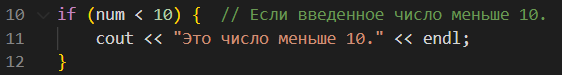 10 if (num < 10) { // Если введенное число меньше 10.
11 cout << "Это число меньше 10." << endl;
12 }